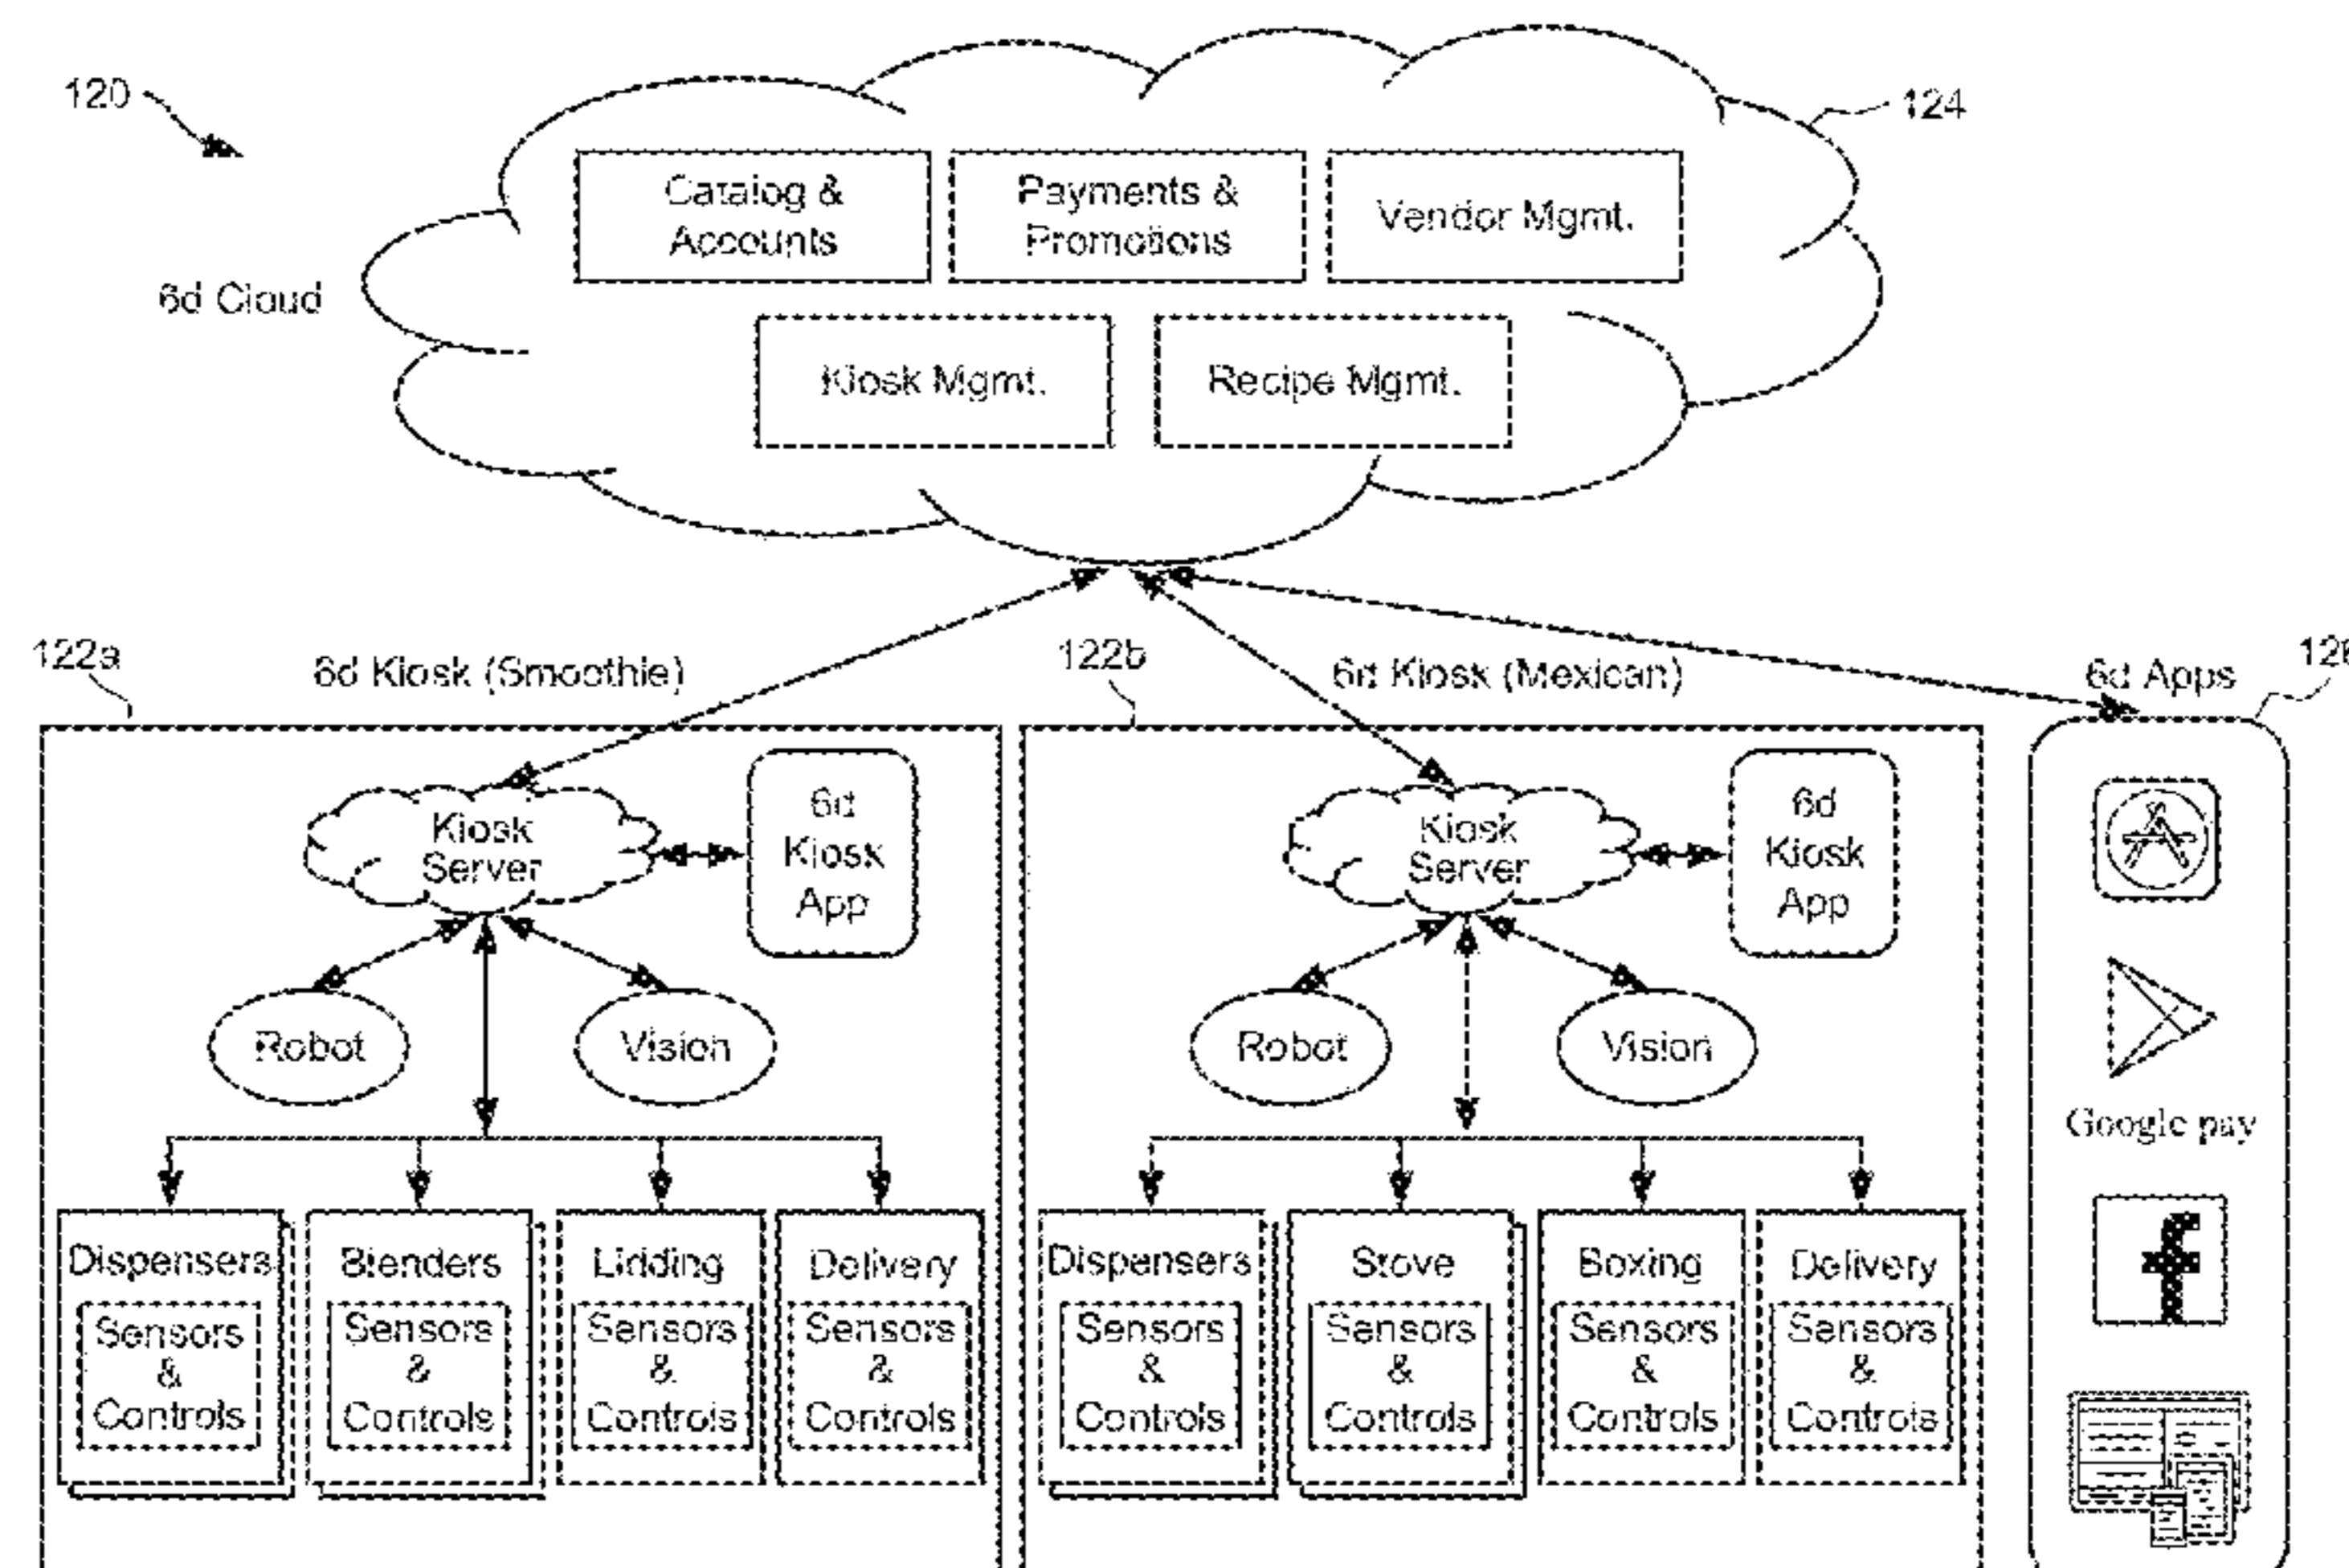 120
124
Catalog &
Accounts
Payments &
Promotions
Vendor Mgmt.
6d Cloud
Kiosk Mgmt.
Recipe Mgmt.
122a
6d Kiosk (Smoothie)
122b
6d Kiosk (Mexican)
6d Apps
Kiosk
Server
6d
Kiosk
App
Robot
Vision
Dispensers
Sensors
&
Controls
Blenders
Sensors
&
Controls
Lidding
Sensors
&
Controls
Delivery
Sensors
&
Controls
Kiosk
Server
6d
Kiosk
App
Robot
Vision
Dispensers
Sensors
&
Controls
Stove
Sensors
&
Controls
Boxing
Sensors
&
Controls
Delivery
Sensors
&
Controls
Google pay
f